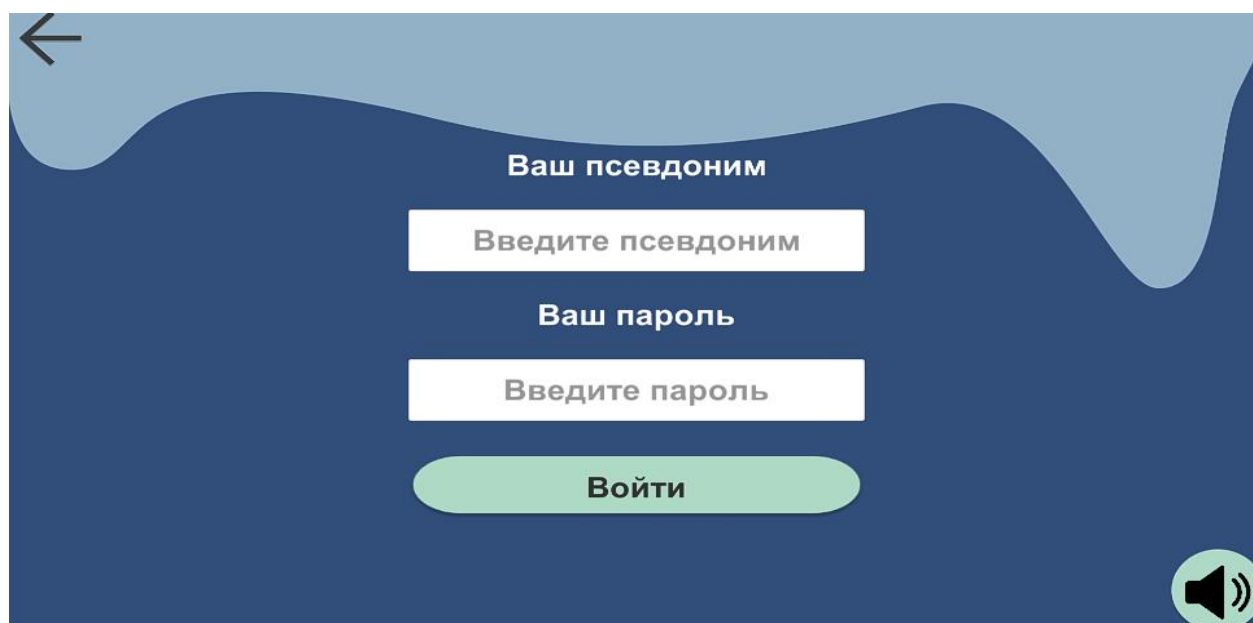 Ваш псевдоним
Введите псевдоним
Ваш пароль
Введите пароль
Войти